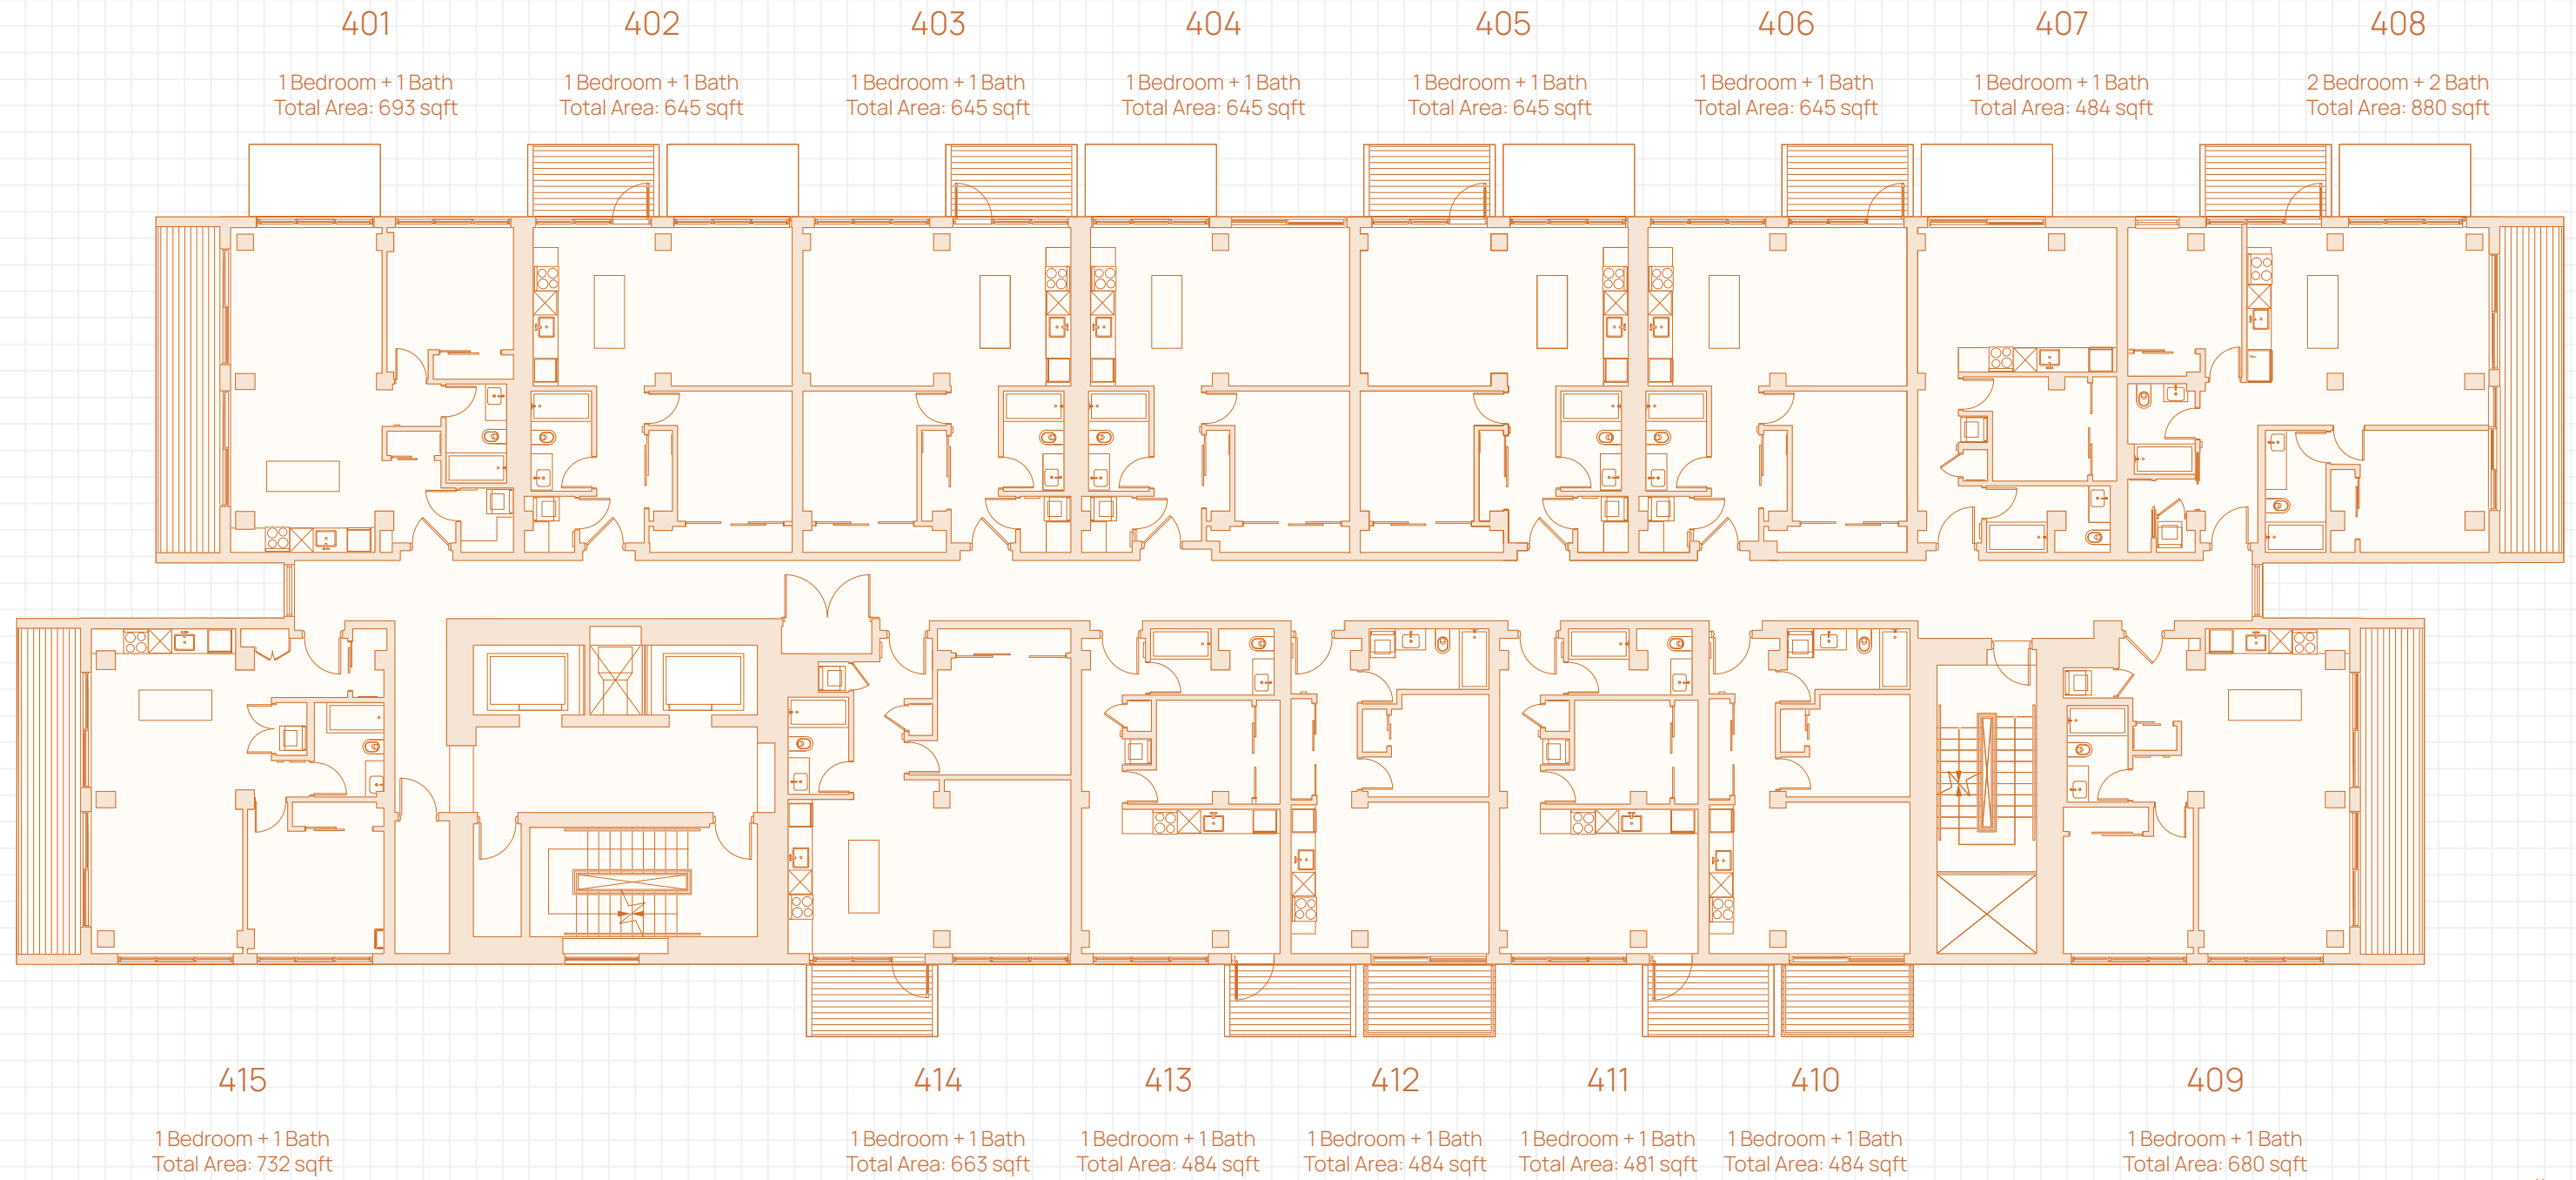 401
402
403
404
405
406
407
408
1 Bedroom + 1 Bath
Total Area: 693 sqft
1 Bedroom + 1 Bath
Total Area: 645 sqft
1 Bedroom + 1 Bath
Total Area: 645 sqft
1 Bedroom + 1 Bath
Total Area: 645 sqft
1 Bedroom + 1 Bath
Total Area: 645 sqft
1 Bedroom + 1 Bath
Total Area: 645 sqft
1 Bedroom + 1 Bath
Total Area: 484 sqft
2 Bedroom + 2 Bath
Total Area: 880 sqft
415
414
413
412
411
410
409
1 Bedroom + 1 Bath
Total Area: 732 sqft
1 Bedroom + 1 Bath
Total Area: 663 sqft
1 Bedroom + 1 Bath
Total Area: 484 sqft
1 Bedroom + 1 Bath
Total Area: 484 sqft
1 Bedroom + 1 Bath
Total Area: 481 sqft
1 Bedroom + 1 Bath
Total Area: 484 sqft
1 Bedroom + 1 Bath
Total Area: 680 sqft